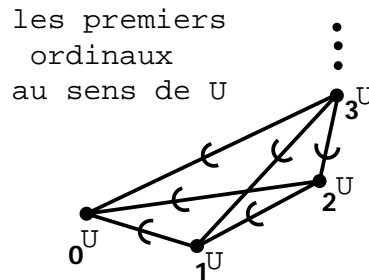 les premiers
ordinaux
au sens de U
3U
2U
0U
1U